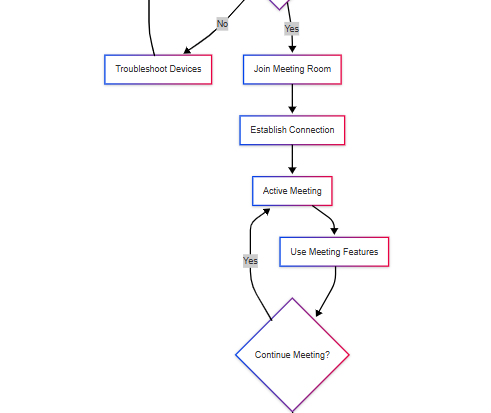 No
Yes
Troubleshoot Devices
Join Meeting Room
Establish Connection
Active Meeting
Use Meeting Features
Yes
Continue Meeting?